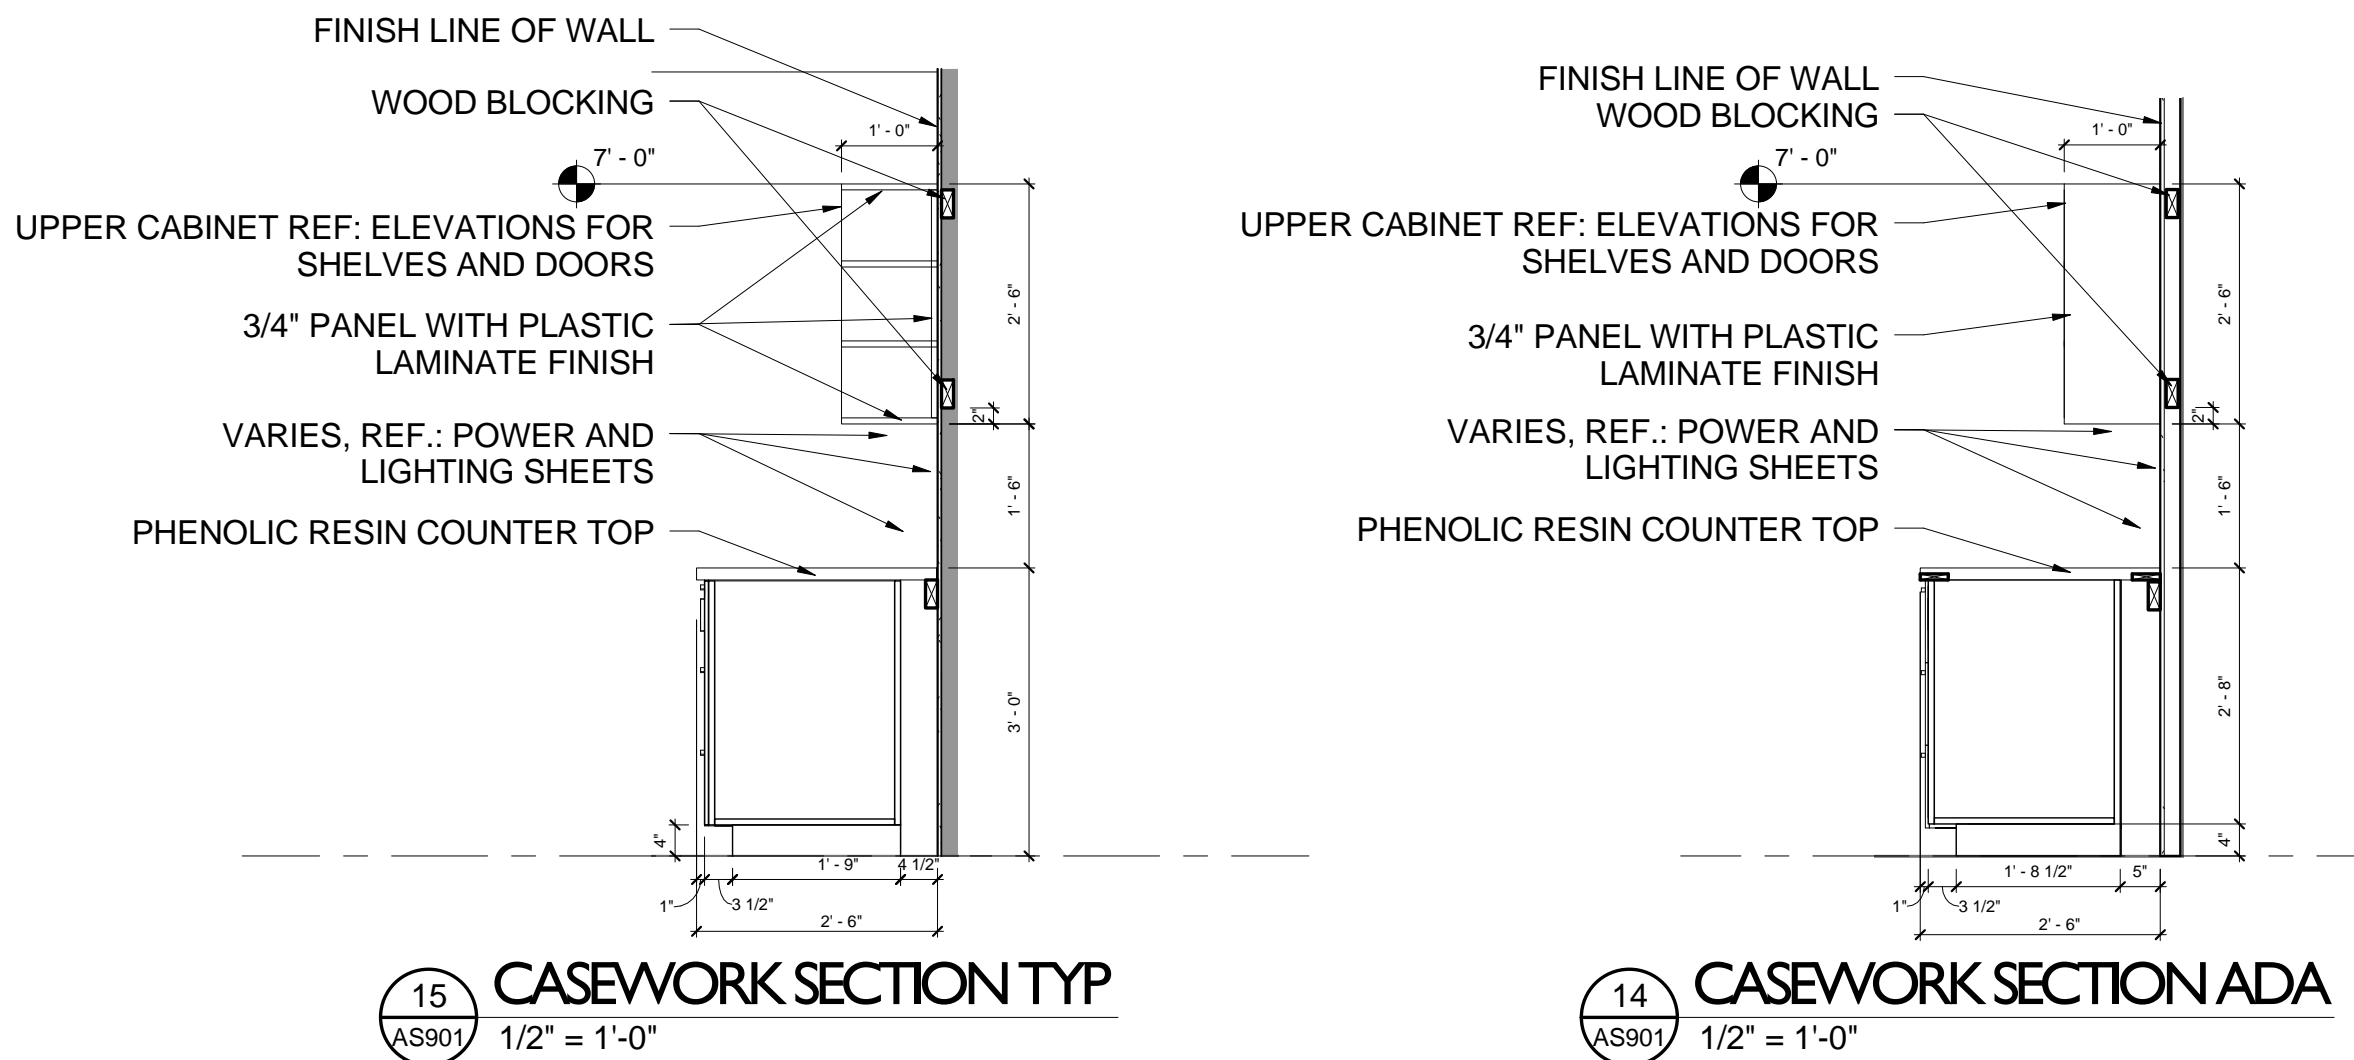 FINISH LINE OF WALL
WOOD BLOCKING
1' - 0"
7' - 0"
UPPER CABINET REF: ELEVATIONS FOR
SHELVES AND DOORS
3/4" PANEL WITH PLASTIC
LAMINATE FINISH
2' - 6"
2"
VARIES, REF.: POWER AND
LIGHTING SHEETS
1' - 6"
PHENOLIC RESIN COUNTER TOP
3' - 0"
4"
1' - 9"
4 1/2"
1"
3 1/2"
2' - 6"
15
AS901
CASEWORK SECTION TYP
1/2" = 1'-0"
FINISH LINE OF WALL
WOOD BLOCKING
1' - 0"
7' - 0"
UPPER CABINET REF: ELEVATIONS FOR
SHELVES AND DOORS
2' - 6"
3/4" PANEL WITH PLASTIC
LAMINATE FINISH
2"
VARIES, REF.: POWER AND
LIGHTING SHEETS
1' - 6"
PHENOLIC RESIN COUNTER TOP
2' - 8"
4"
1' - 8 1/2"
5"
1"
3 1/2"
2' - 6"
14
AS901
CASEWORK SECTION ADA
1/2" = 1'-0"